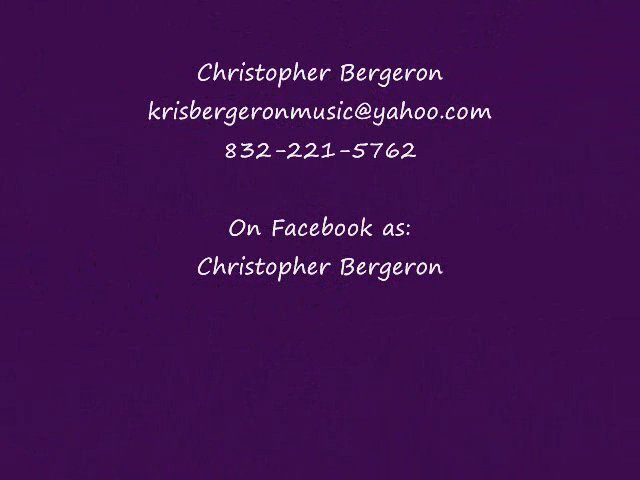 Christopher Bergeron
krisbergeronmusic@yahoo.com
832-221-5762
On Facebook as:
Christopher Bergeron